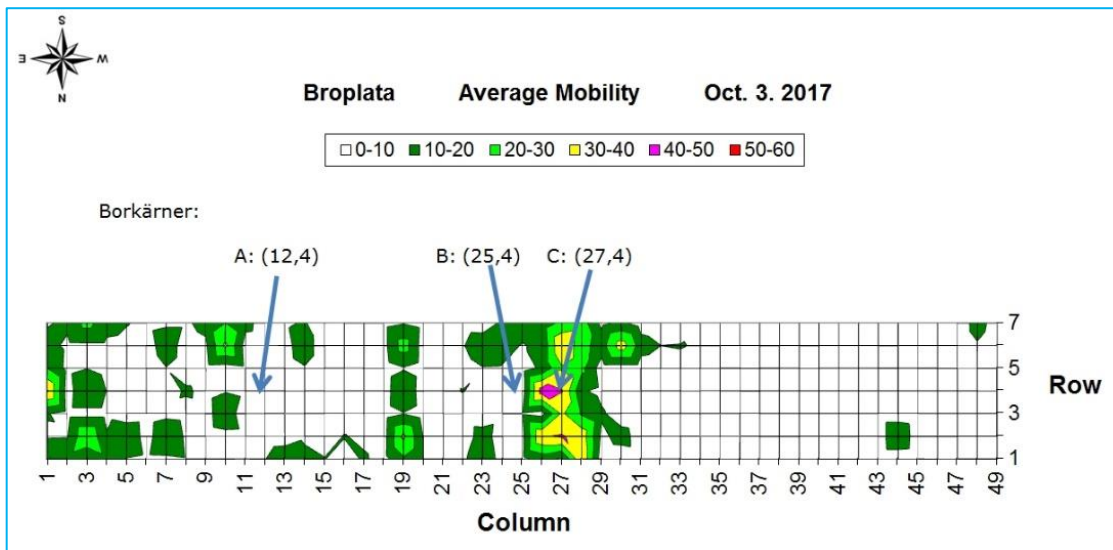 S
E W
N
Broplata Average Mobility Oct. 3. 2017
0-10 10-20 20-30 30-40 40-50 50-60
Borkärner:
A: (12,4) B: (25,4) C: (27,4)
7
5
3
1
Row
1 3 5 7 9 11 13 15 17 19 21 23 25 27 29 31 33 35 37 39 41 43 45 47 49
Column